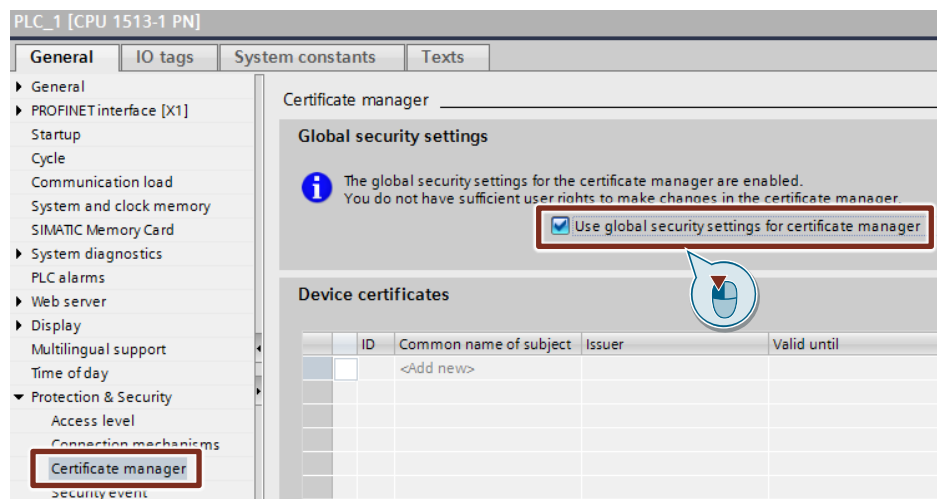 PLC_1 [CPU 1513-1 PN]
General IO tags System constants Texts
General
PROFINET interface [X1]
Startup
Cycle
Communication load
System and clock memory
SIMATIC Memory Card
System diagnostics
PLC alarms
Web server
Display
Multilingual support
Time of day
Protection & Security
Access level
Connection mechanisms
Certificate manager
Security event
Certificate manager
Global security settings
The global security settings for the certificate manager are enabled.
You do not have sufficient user rights to make changes in the certificate manager.
Use global security settings for certificate manager
Device certificates
ID Common name of subject Issuer Valid until
<Add new>